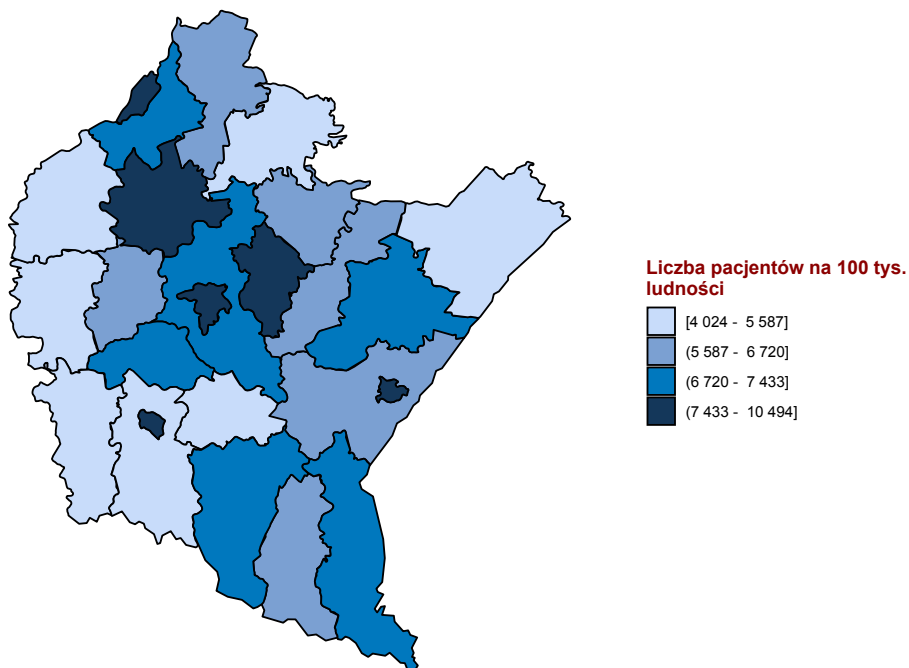 Liczba pacjentów na 100 tys.
ludności
[4 024 - 5 587]
(5 587 - 6 720]
(6 720 - 7 433]
(7 433 - 10 494]